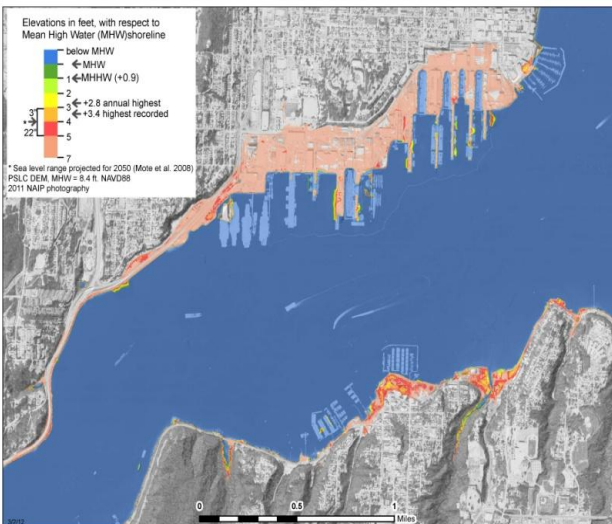 Elevations in feet, with respect to
Mean High Water (MHW)shoreline
below MHW
MHW
1 MHHW (+0.9)
2
3 +2.8 annual highest
+3.4 highest recorded
3"
4
*
22"
5
7
* Sea level range projected for 2050 (Mote et al. 2008)
PSLC DEM, MHW = 8.4 ft. NAVD88
2011 NAIP photography
0 0.5 1
Miles